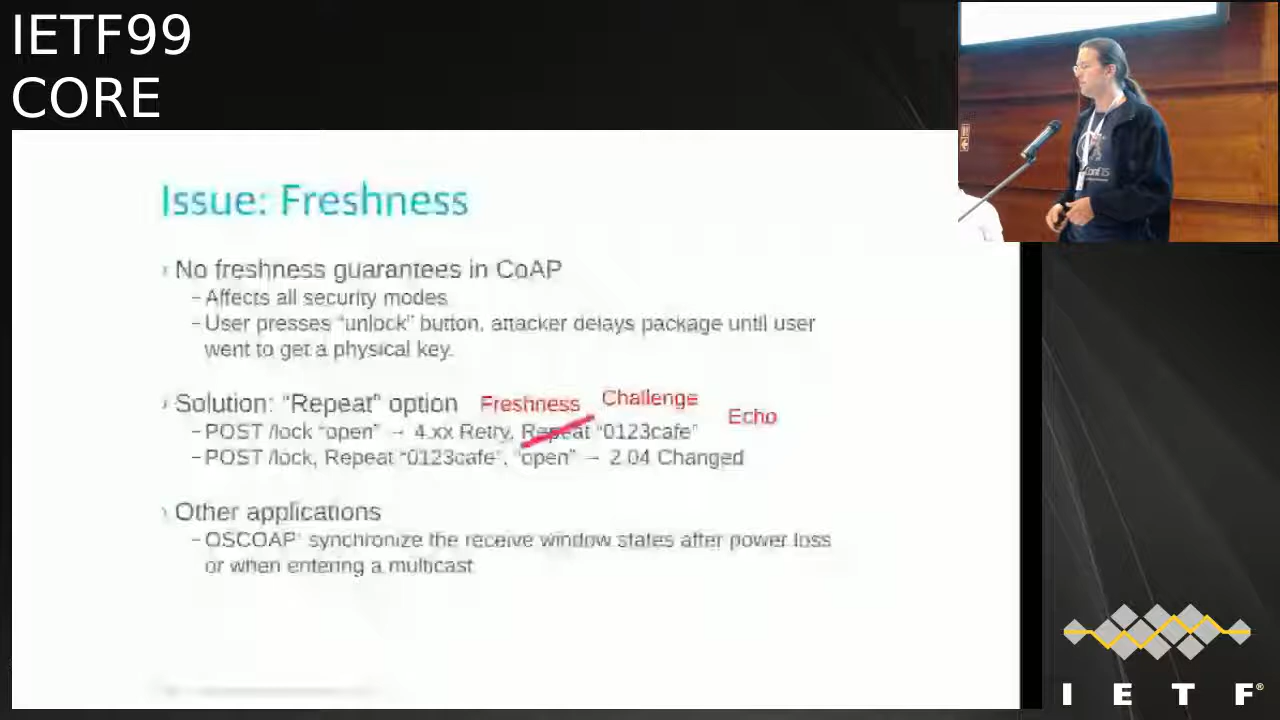 IETF99
CORE
Issue: Freshness
No freshness guarantees in CoAP
– Affects all security modes
– User presses "unlock" button, attacker delays package until user
went to get a physical key.
Solution: "Repeat" option Freshness Challenge Echo
– POST /lock "open" → 4.xx Retry, Repeat "0123cafe"
– POST /lock, Repeat "0123cafe", "open" → 2.04 Changed
Other applications
– OSCOAP: synchronize the receive window states after power loss
or when entering a multicast
I E T F®